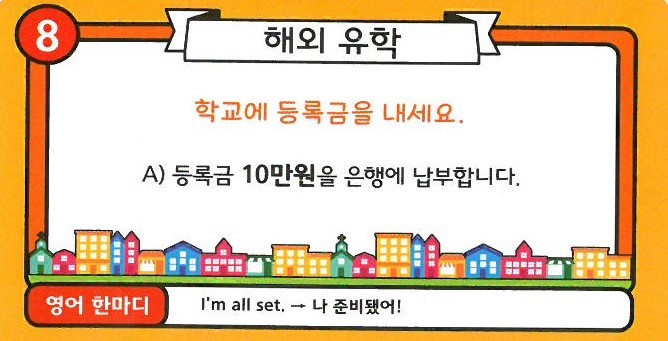 8
해외 유학
학교에 등록금을 내세요.
A) 등록금 10만원을 은행에 납부합니다.
영어 한마디
I'm all set. → 나 준비됐어!